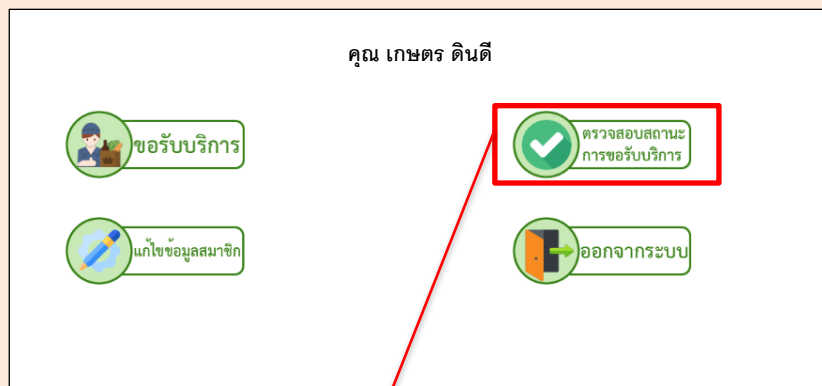 คุณ เกษตร ดินดี
ขอรับบริการ
ตรวจสอบสถานะ
การขอรับบริการ
แก้ไขข้อมูลสมาชิก
ออกจากระบบ